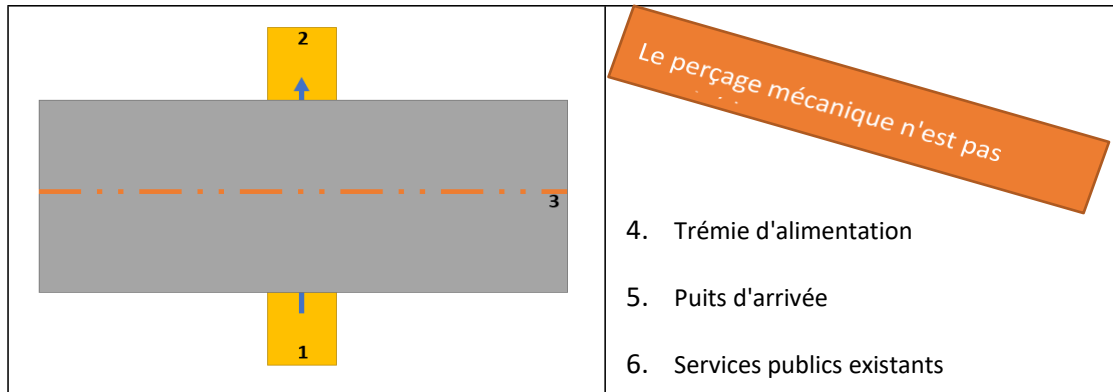 2
3
1
Le perçage mécanique n'est pas
4. Trémie d'alimentation
5. Puits d'arrivée
6. Services publics existants